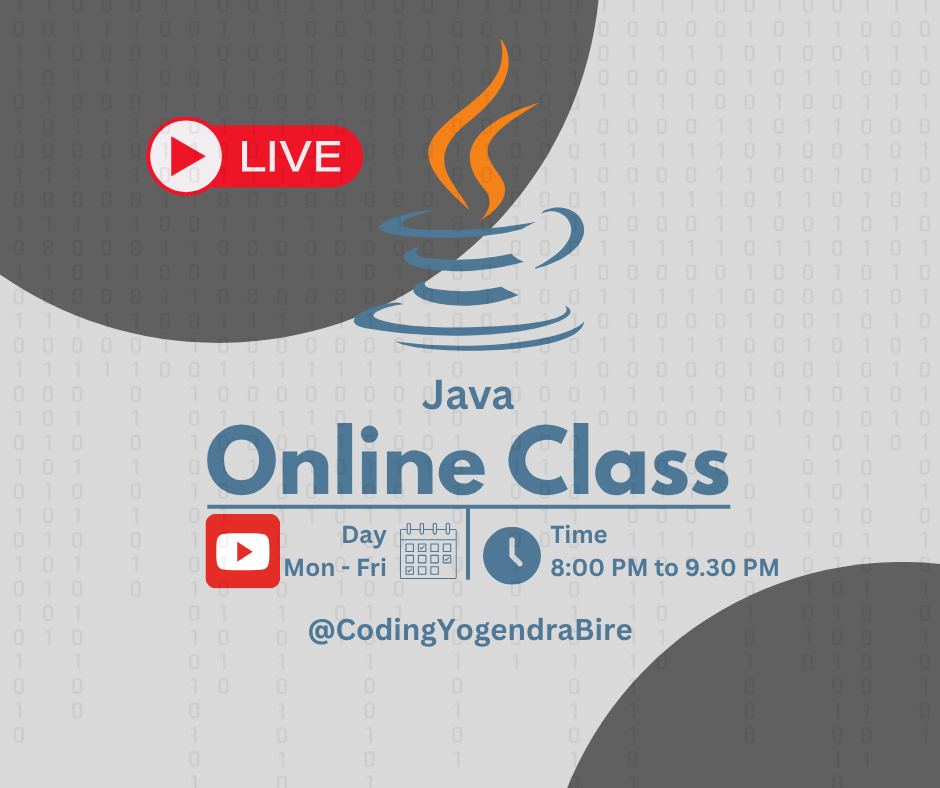 LIVE
Java
Online Class
Day
Mon - Fri
Time
8:00 PM to 9.30 PM
@CodingYogendraBire